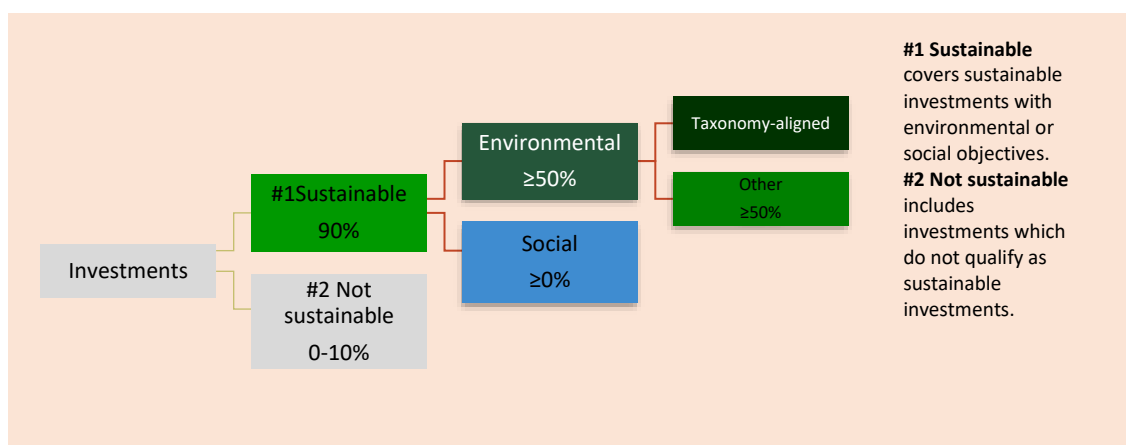 Investments
#1Sustainable
90%
#2 Not
sustainable
0-10%
Environmental
≥50%
Social
≥0%
Taxonomy-aligned
Other
≥50%
#1 Sustainable
covers sustainable
investments with
environmental or
social objectives.
#2 Not sustainable
includes
investments which
do not qualify as
sustainable
investments.